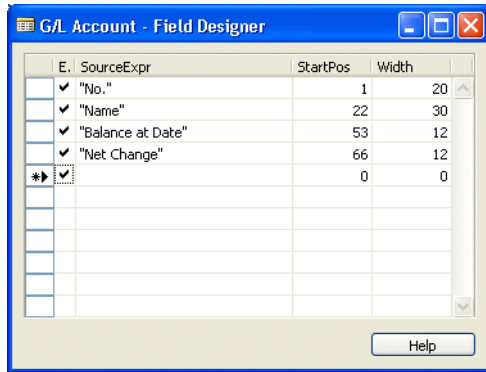 G/L Account - Field Designer
E. SourceExpr StartPos Width
"No." 1 20
"Name" 22 30
"Balance at Date" 53 12
"Net Change" 66 12
0 0
Help